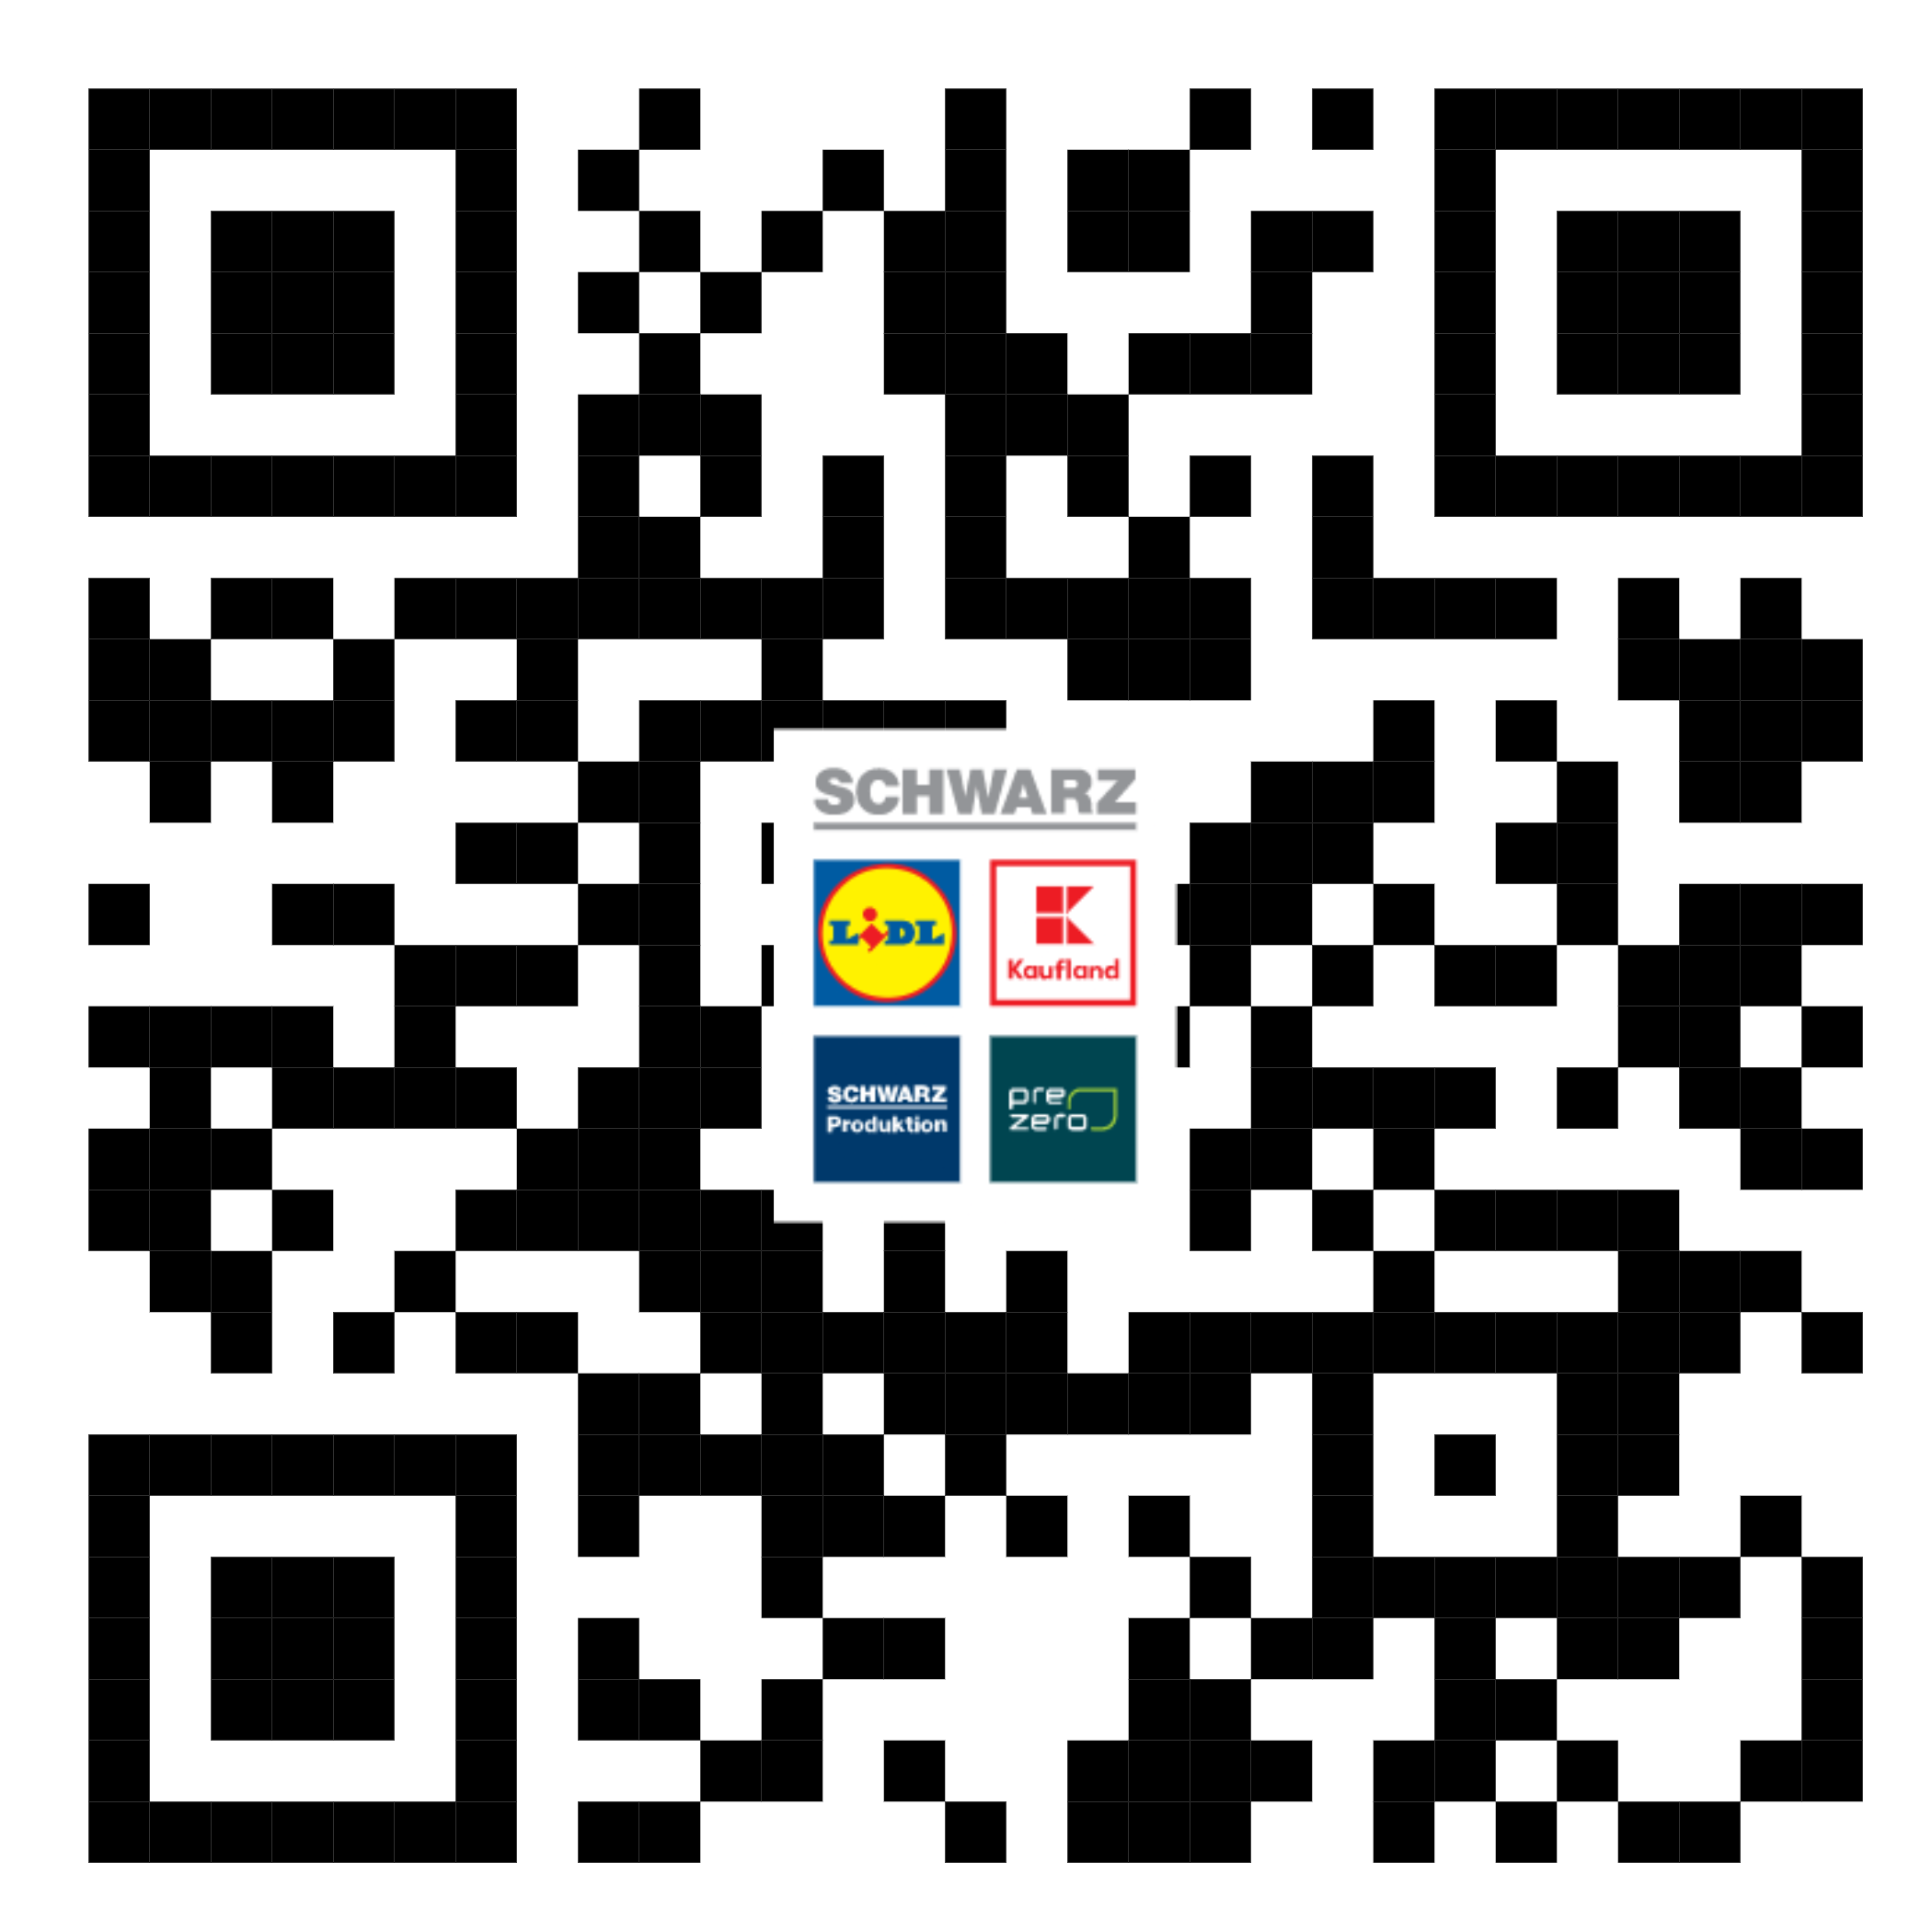 SCHWARZ
LIDL
Kaufland
SCHWARZ
Produktion
pre
zero